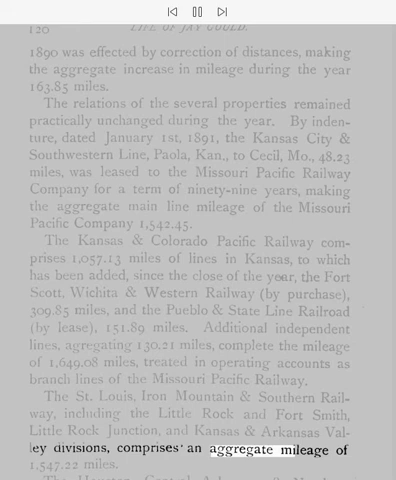 120 LIFE OF JAY GOULD.
1890 was effected by correction of distances, making
the aggregate increase in mileage during the year
163.85 miles.
The relations of the several properties remained
practically unchanged during the year. By inden-
ture, dated January 1st, 1891, the Kansas City &
Southwestern Line, Paola, Kan., to Cecil, Mo., 48.23
miles, was leased to the Missouri Pacific Railway
Company for a term of ninety-nine years, making
the aggregate main line mileage of the Missouri
Pacific Company 1,542.45.
The Kansas & Colorado Pacific Railway com-
prises 1,057.13 miles of lines in Kansas, to which
has been added, since the close of the year, the Fort
Scott, Wichita & Western Railway (by purchase),
309.85 miles, and the Pueblo & State Line Railroad
(by lease), 151.89 miles. Additional independent
lines, agregating 130.21 miles, complete the mileage
of 1,649.08 miles, treated in operating accounts as
branch lines of the Missouri Pacific Railway.
The St. Louis, Iron Mountain & Southern Rail-
way, including the Little Rock and Fort Smith,
Little Rock Junction, and Kansas & Arkansas Val-
ley divisions, comprises an aggregate mileage of
1,547.22 miles.